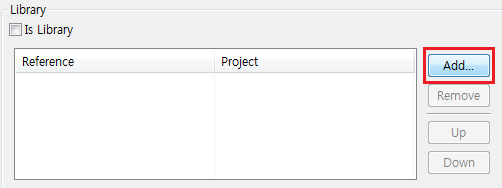 Library
Is Library
Reference Project
Add...
Remove
Up
Down